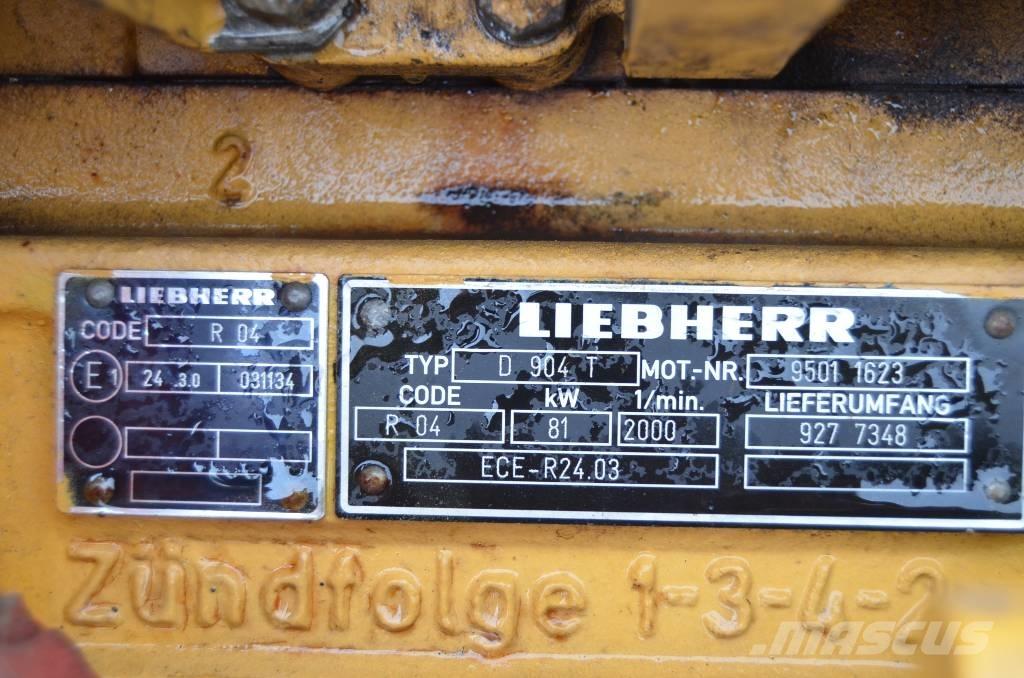 2
LIEBHERR
CODE R 04
E1 24 .3.0 031134
LIEBHERR
TYP D 904 T MOT-NR. 9501 1623
CODE kW 1/min. LIEFERUMFANG
R 04 81 2000 927 7348
ECE-R24.03
Zündfolge 1-3-4-2
MASCUS